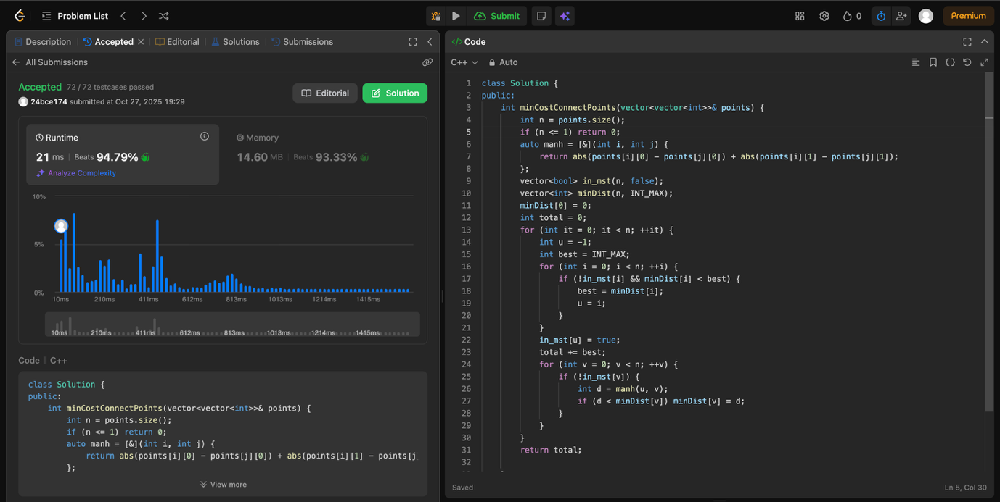 Problem List
Submit
0
Premium
Description
Accepted
Editorial
Solutions
Submissions
All Submissions
Accepted 72 / 72 testcases passed
24bce174 submitted at Oct 27, 2025 19:29
Editorial
Solution
Runtime
21 ms | Beats 94.79%
Analyze Complexity
Memory
14.60 MB | Beats 93.33%
10%
5%
0%
10ms 210ms 411ms 612ms 813ms 1013ms 1214ms 1415ms
10ms 210ms 411ms 612ms 813ms 1013ms 1214ms 1415ms
Code | C++
class Solution {
public:
    int minCostConnectPoints(vector<vector<int>>& points) {
        int n = points.size();
        if (n <= 1) return 0;
        auto manh = [&](int i, int j) {
            return abs(points[i][0] - points[j][0]) + abs(points[i][1] - points[j
        };
View more
</> Code
C++
Auto
1 class Solution {
2 public:
3     int minCostConnectPoints(vector<vector<int>>& points) {
4         int n = points.size();
5         if (n <= 1) return 0;
6         auto manh = [&](int i, int j) {
7             return abs(points[i][0] - points[j][0]) + abs(points[i][1] - points[j][1]);
8         };
9         vector<bool> in_mst(n, false);
10         vector<int> minDist(n, INT_MAX);
11         minDist[0] = 0;
12         int total = 0;
13         for (int it = 0; it < n; ++it) {
14             int u = -1;
15             int best = INT_MAX;
16             for (int i = 0; i < n; ++i) {
17                 if (!in_mst[i] && minDist[i] < best) {
18                     best = minDist[i];
19                     u = i;
20                 }
21             }
22             in_mst[u] = true;
23             total += best;
24             for (int v = 0; v < n; ++v) {
25                 if (!in_mst[v]) {
26                     int d = manh(u, v);
27                     if (d < minDist[v]) minDist[v] = d;
28                 }
29             }
30         }
31         return total;
32
Saved
Ln 5, Col 30